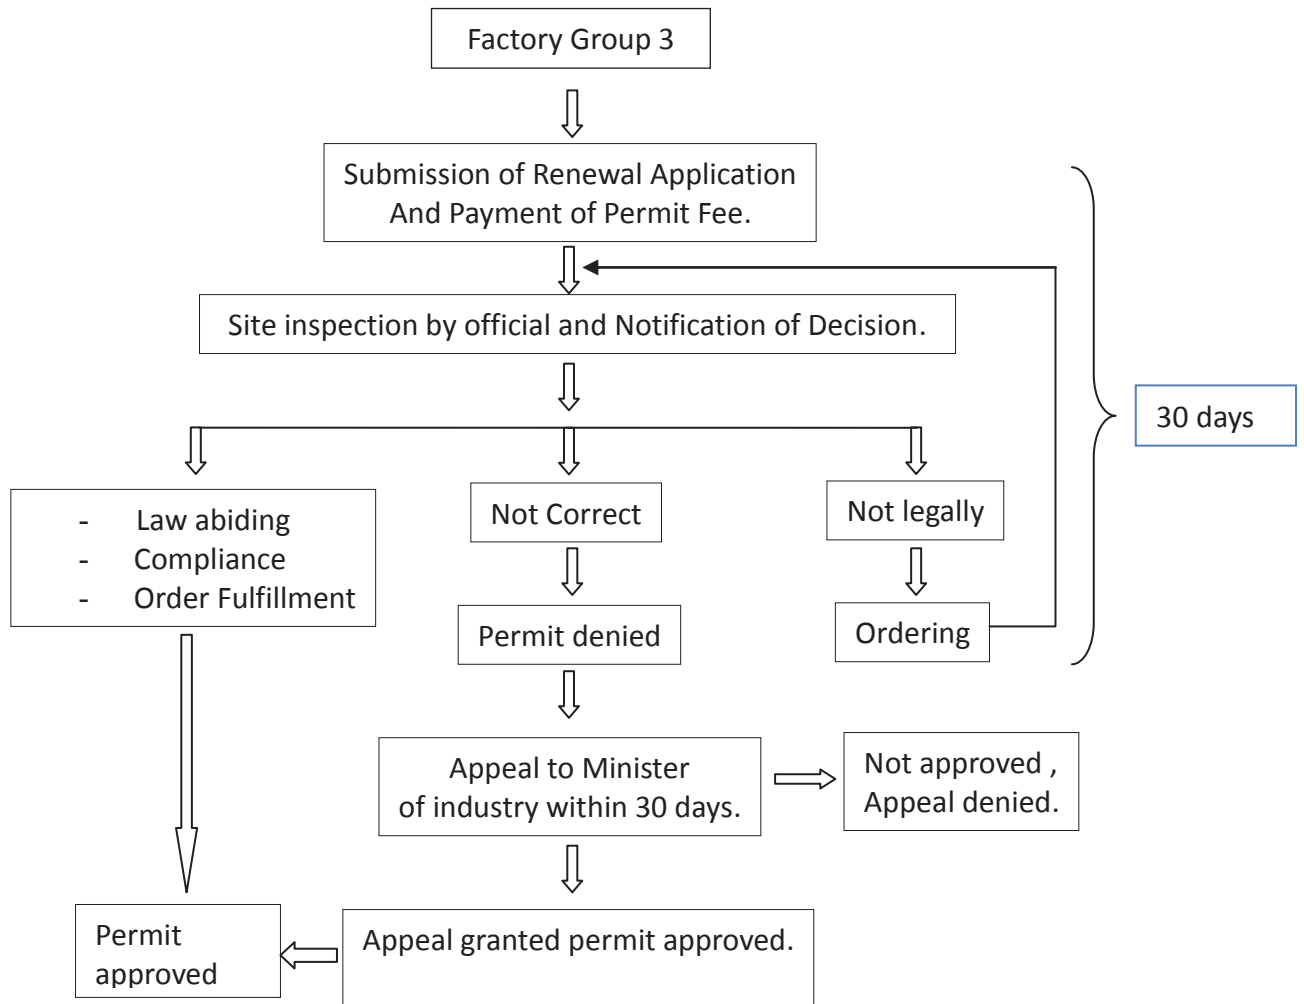 Factory Group 3
Submission of Renewal Application
And Payment of Permit Fee.
Site inspection by official and Notification of Decision.
30 days
- Law abiding
- Compliance
- Order Fulfillment
Not Correct
Not legally
Permit denied
Ordering
Appeal to Minister
of industry within 30 days.
Not approved ,
Appeal denied.
Permit
approved
Appeal granted permit approved.